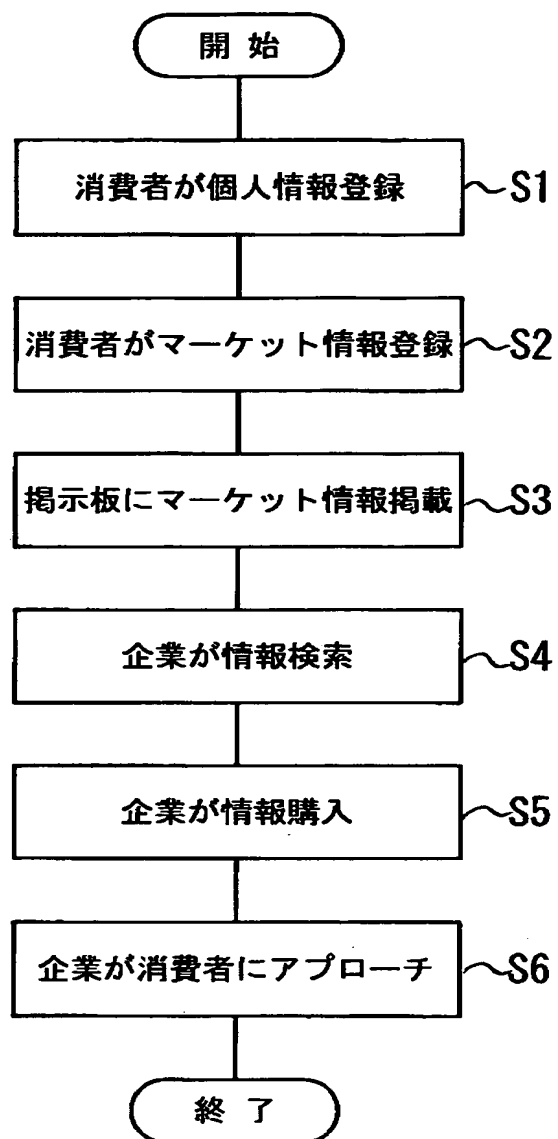 開始
消費者が個人情報登録 S1
消費者がマーケット情報登録 S2
掲示板にマーケット情報掲載 S3
企業が情報検索 S4
企業が情報購入 S5
企業が消費者にアプローチ S6
終了